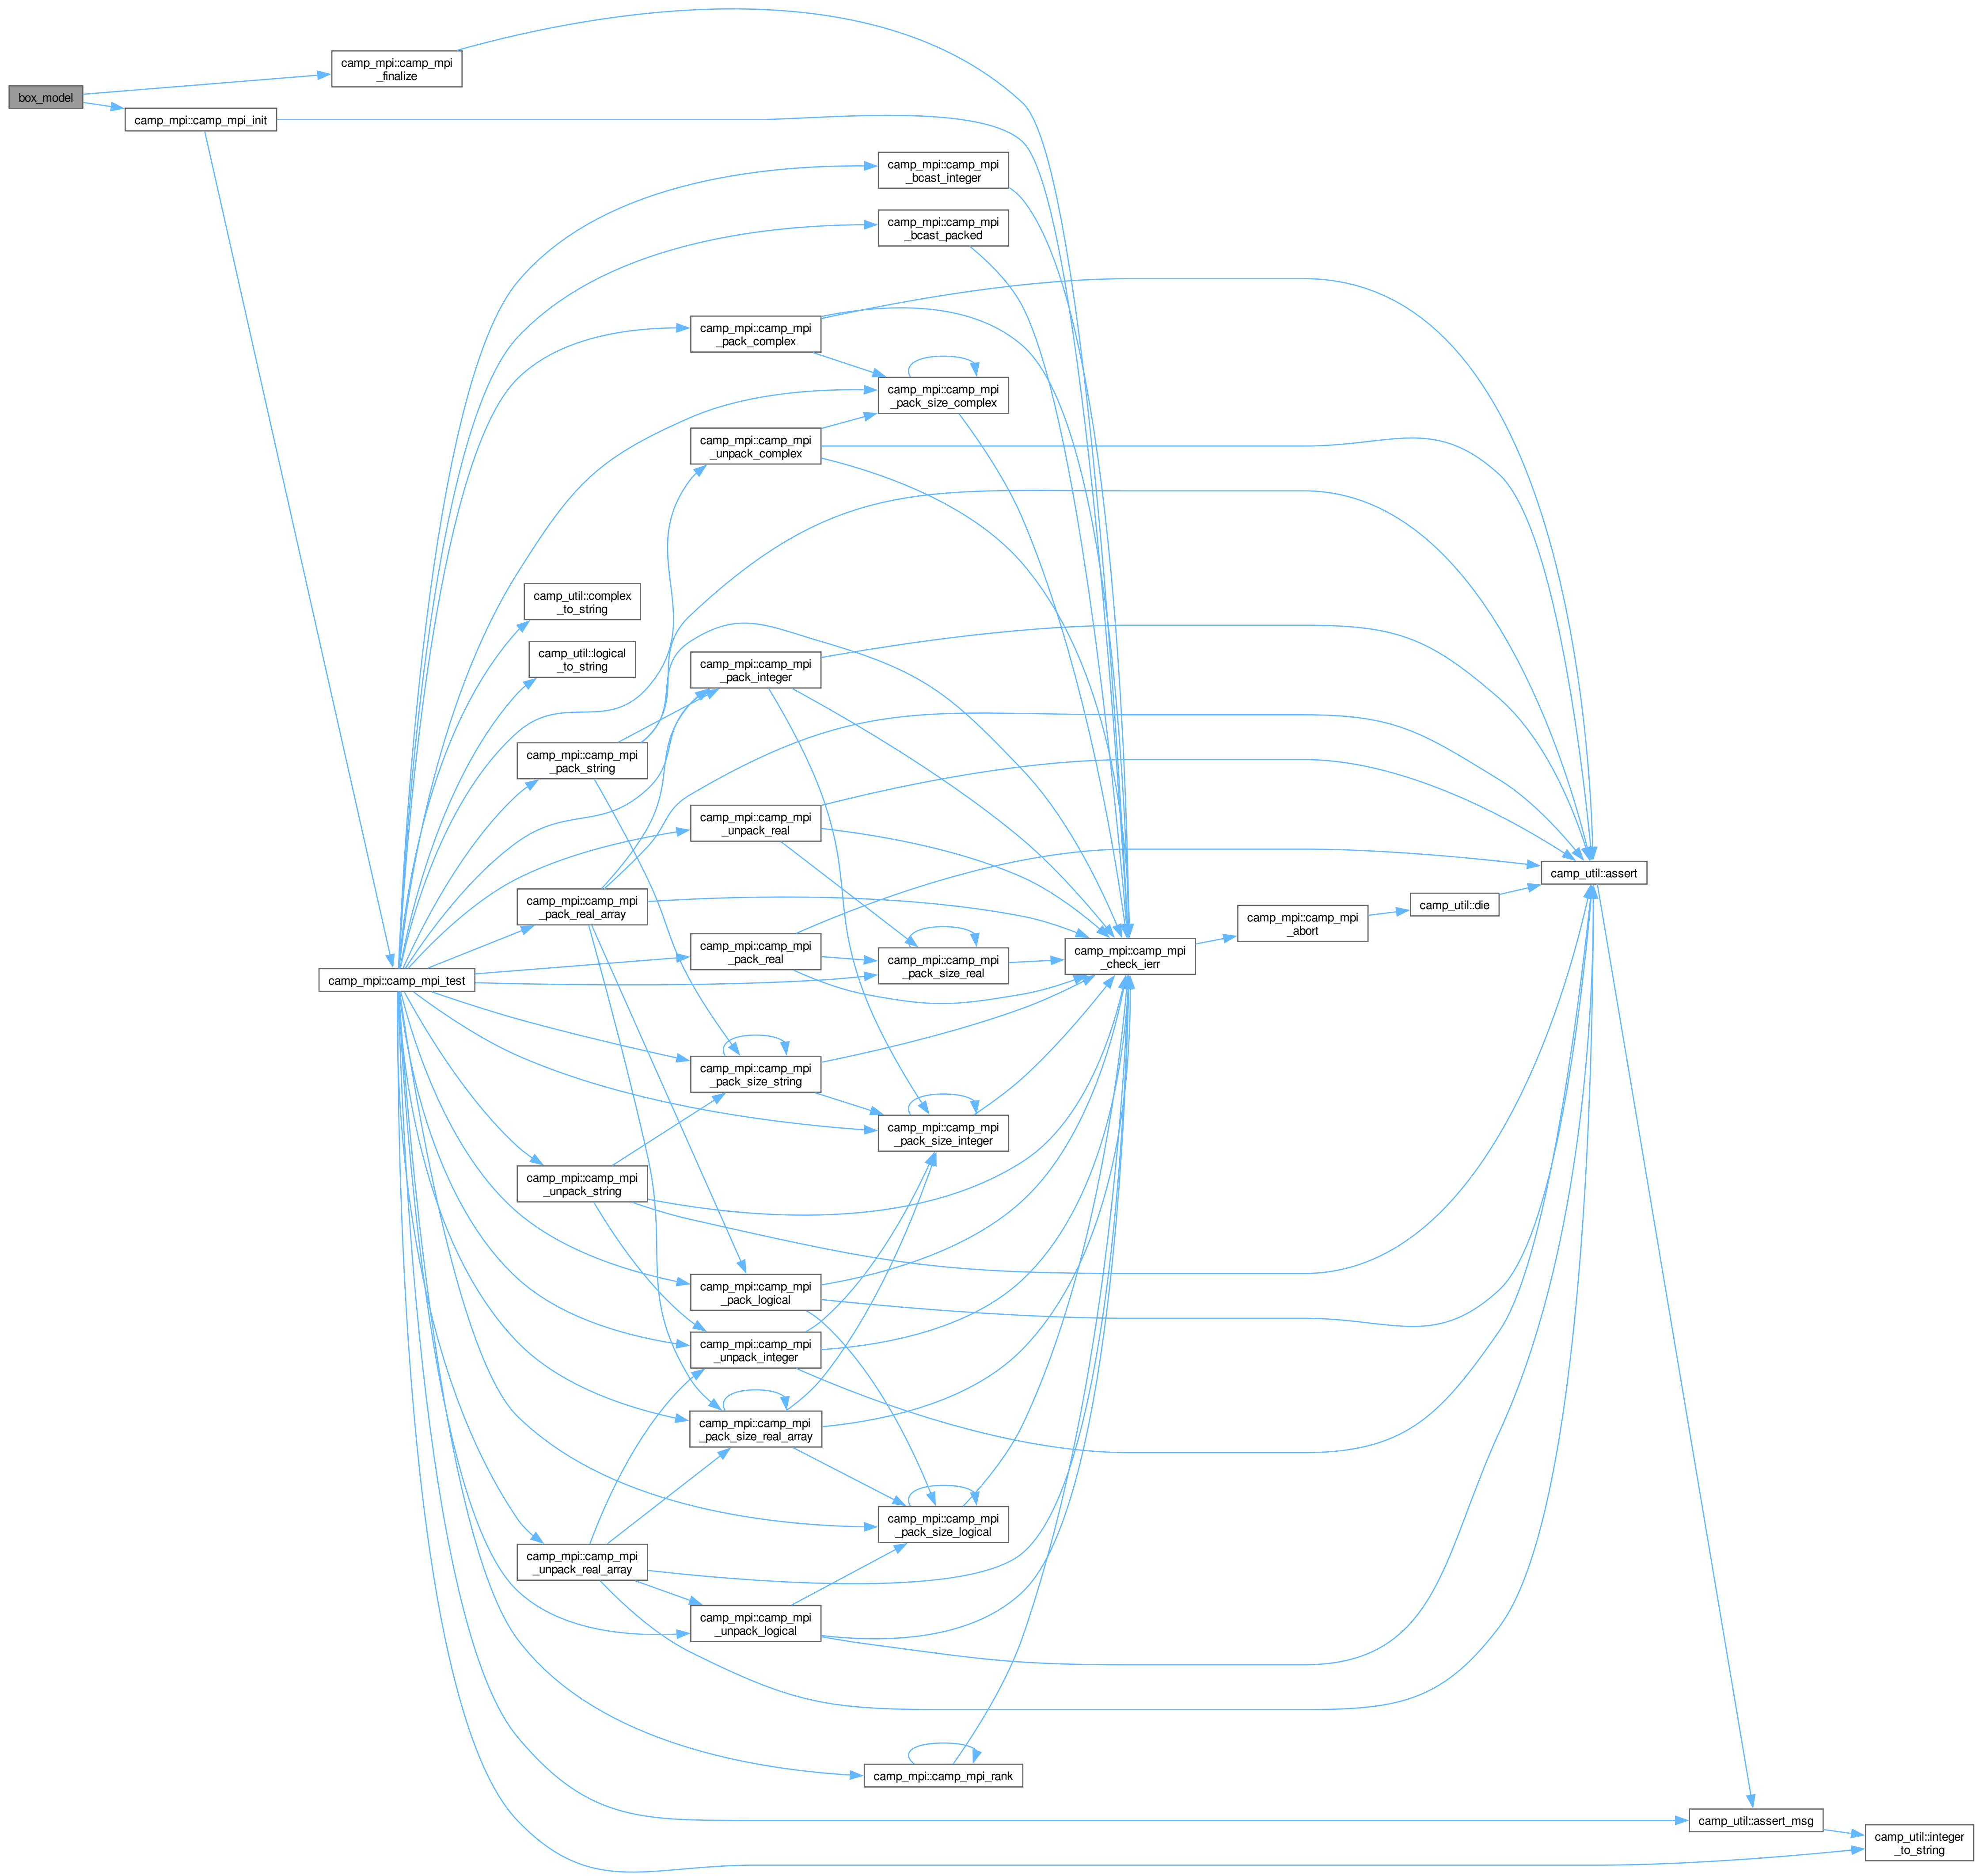 camp_mpi::camp_mpi
_finalize
box_model
camp_mpi::camp_mpi_init
camp_mpi::camp_mpi
_bcast_integer
camp_mpi::camp_mpi
_bcast_packed
camp_mpi::camp_mpi
_pack_complex
camp_mpi::camp_mpi
_pack_size_complex
camp_mpi::camp_mpi
_unpack_complex
camp_util::complex
_to_string
camp_util::logical
_to_string
camp_mpi::camp_mpi
_pack_integer
camp_mpi::camp_mpi
_pack_string
camp_mpi::camp_mpi
_unpack_real
camp_util::assert
camp_util::die
camp_mpi::camp_mpi
_pack_real_array
camp_mpi::camp_mpi
_abort
camp_mpi::camp_mpi
_pack_real
camp_mpi::camp_mpi
_check_ierr
camp_mpi::camp_mpi
_pack_size_real
camp_mpi::camp_mpi_test
camp_mpi::camp_mpi
_pack_size_string
camp_mpi::camp_mpi
_pack_size_integer
camp_mpi::camp_mpi
_unpack_string
camp_mpi::camp_mpi
_pack_logical
camp_mpi::camp_mpi
_unpack_integer
camp_mpi::camp_mpi
_pack_size_real_array
camp_mpi::camp_mpi
_pack_size_logical
camp_mpi::camp_mpi
_unpack_real_array
camp_mpi::camp_mpi
_unpack_logical
camp_mpi::camp_mpi_rank
camp_util::assert_msg
camp_util::integer
_to_string